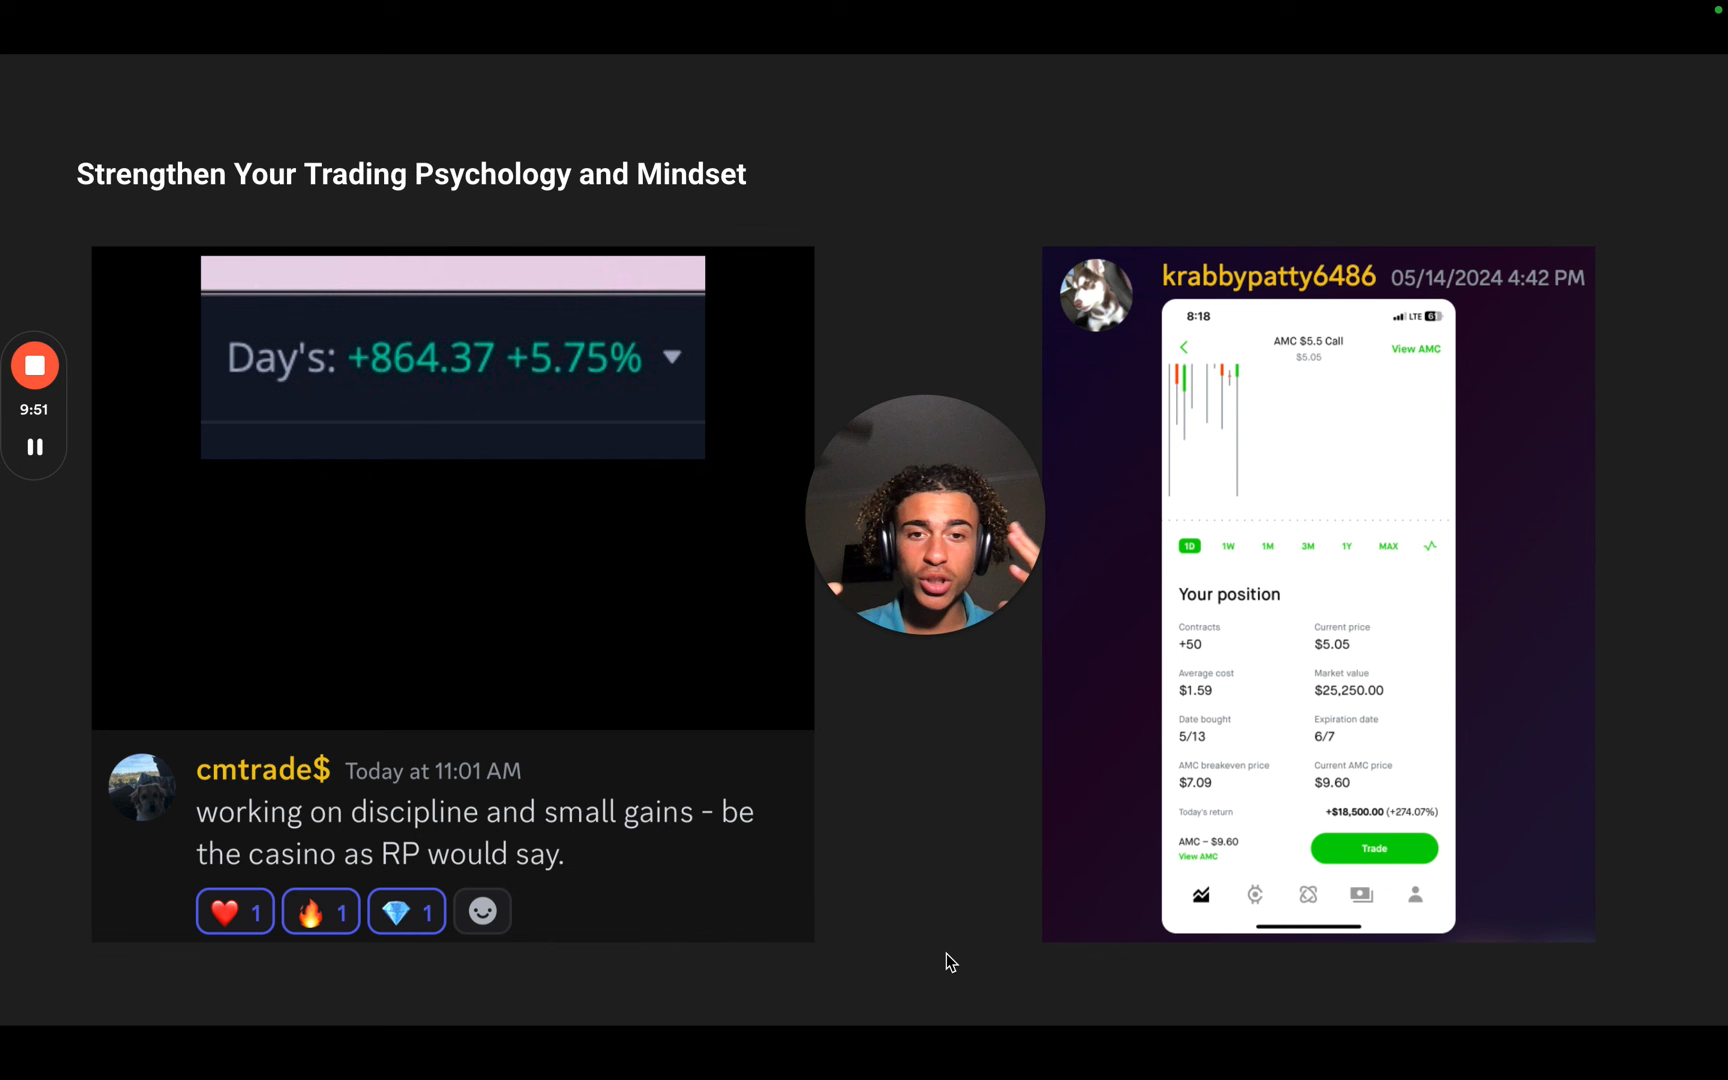 Strengthen Your Trading Psychology and Mindset
9:51
Day's: +864.37 +5.75%
cmtrade$ Today at 11:01 AM
working on discipline and small gains - be
the casino as RP would say.
1 1 1
krabbypatty6486 05/14/2024 4:42 PM
8:18 LTE
AMC $5.5 Call
$5.05
View AMC
1D 1W 1M 3M 1Y MAX
Your position
Contracts Current price
+50 $5.05
Average cost Market value
$1.59 $25,250.00
Date bought Expiration date
5/13 6/7
AMC breakeven price Current AMC price
$7.09 $9.60
Today's return +$18,500.00 (+274.07%)
AMC – $9.60
View AMC
Trade